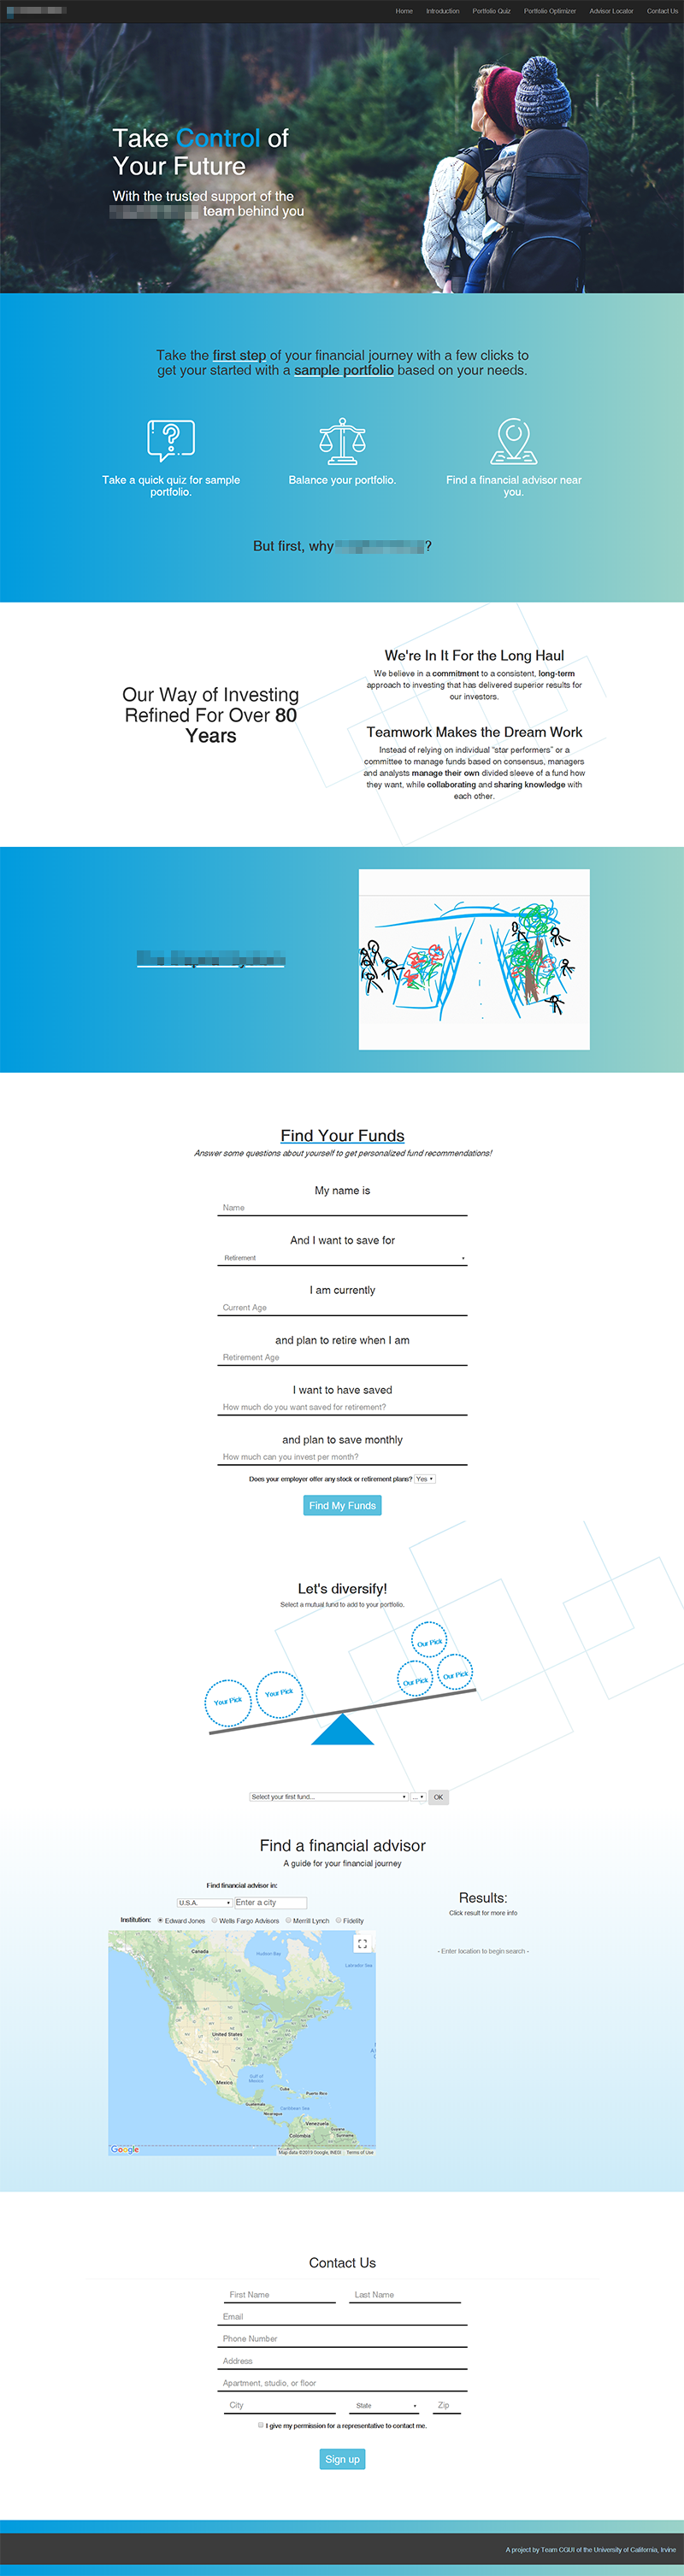 Home Introduction Portfolio Quiz Portfolio Optimizer Advisor Locator Contact Us
Take Control of
Your Future
With the trusted support of the
team behind you
Take the first step of your financial journey with a few clicks to
get your started with a sample portfolio based on your needs.
Take a quick quiz for sample
portfolio.
Balance your portfolio.
Find a financial advisor near
you.
But first, why ?
Our Way of Investing
Refined For Over 80
Years
We're In It For the Long Haul
We believe in a commitment to a consistent, long-term
approach to investing that has delivered superior results for
our investors.
Teamwork Makes the Dream Work
Instead of relying on individual "star performers" or a
committee to manage funds based on consensus, managers
and analysts manage their own divided sleeve of a fund how
they want, while collaborating and sharing knowledge with
each other.
Find Your Funds
Answer some questions about yourself to get personalized fund recommendations!
My name is
Name
And I want to save for
Retirement
I am currently
Current Age
and plan to retire when I am
Retirement Age
I want to have saved
How much do you want saved for retirement?
and plan to save monthly
How much can you invest per month?
Does your employer offer any stock or retirement plans? Yes
Find My Funds
Let's diversify!
Select a mutual fund to add to your portfolio.
Our Pick
Our Pick
Our Pick
Your Pick
Your Pick
Select your first fund... ... OK
Find a financial advisor
A guide for your financial journey
Find financial advisor in:
U.S.A. Enter a city
Institution: Edward Jones Wells Fargo Advisors Merrill Lynch Fidelity
Results:
Click result for more info
- Enter location to begin search -
Canada
Hudson Bay
Labrador Sea
United States
Gulf of
Mexico
Mexico
Cuba
Puerto Rico
Guatemala
Caribbean Sea
Nicaragua
Venezuela
Guyana
Colombia
Suriname
Google
Map data ©2019 Google, INEGI Terms of Use
Contact Us
First Name Last Name
Email
Phone Number
Address
Apartment, studio, or floor
City State Zip
I give my permission for a representative to contact me.
Sign up
A project by Team CGUI of the University of California, Irvine